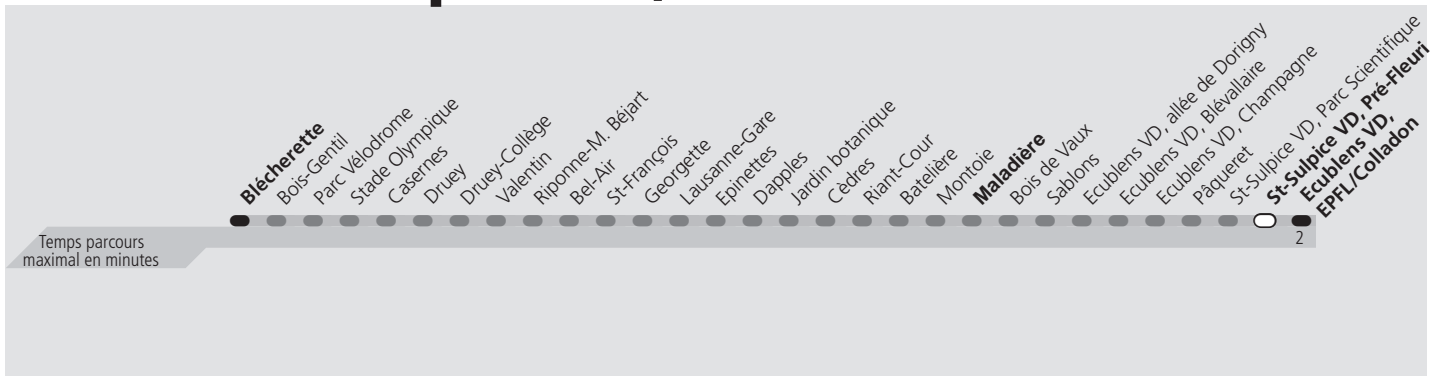 Blécherette
Bois-Gentil
Parc Vélodrome
Stade Olympique
Casernes
Druey
Druey-Collège
Valentin
Riponne-M. Béjart
Bel-Air
St-François
Georgette
Lausanne-Gare
Epinettes
Dapples
Jardin botanique
Cèdres
Riant-Cour
Batelière
Montoie
Maladière
Bois de Vaux
Sablons
Ecublens VD, allée de Dorigny
Ecublens VD, Blévallaire
Ecublens VD, Champagne
Pâqueret
St-Sulpice VD, Parc Scientifique
St-Sulpice VD, Pré-Fleuri
Ecublens VD,
EPFL/Colladon
Temps parcours
maximal en minutes
2